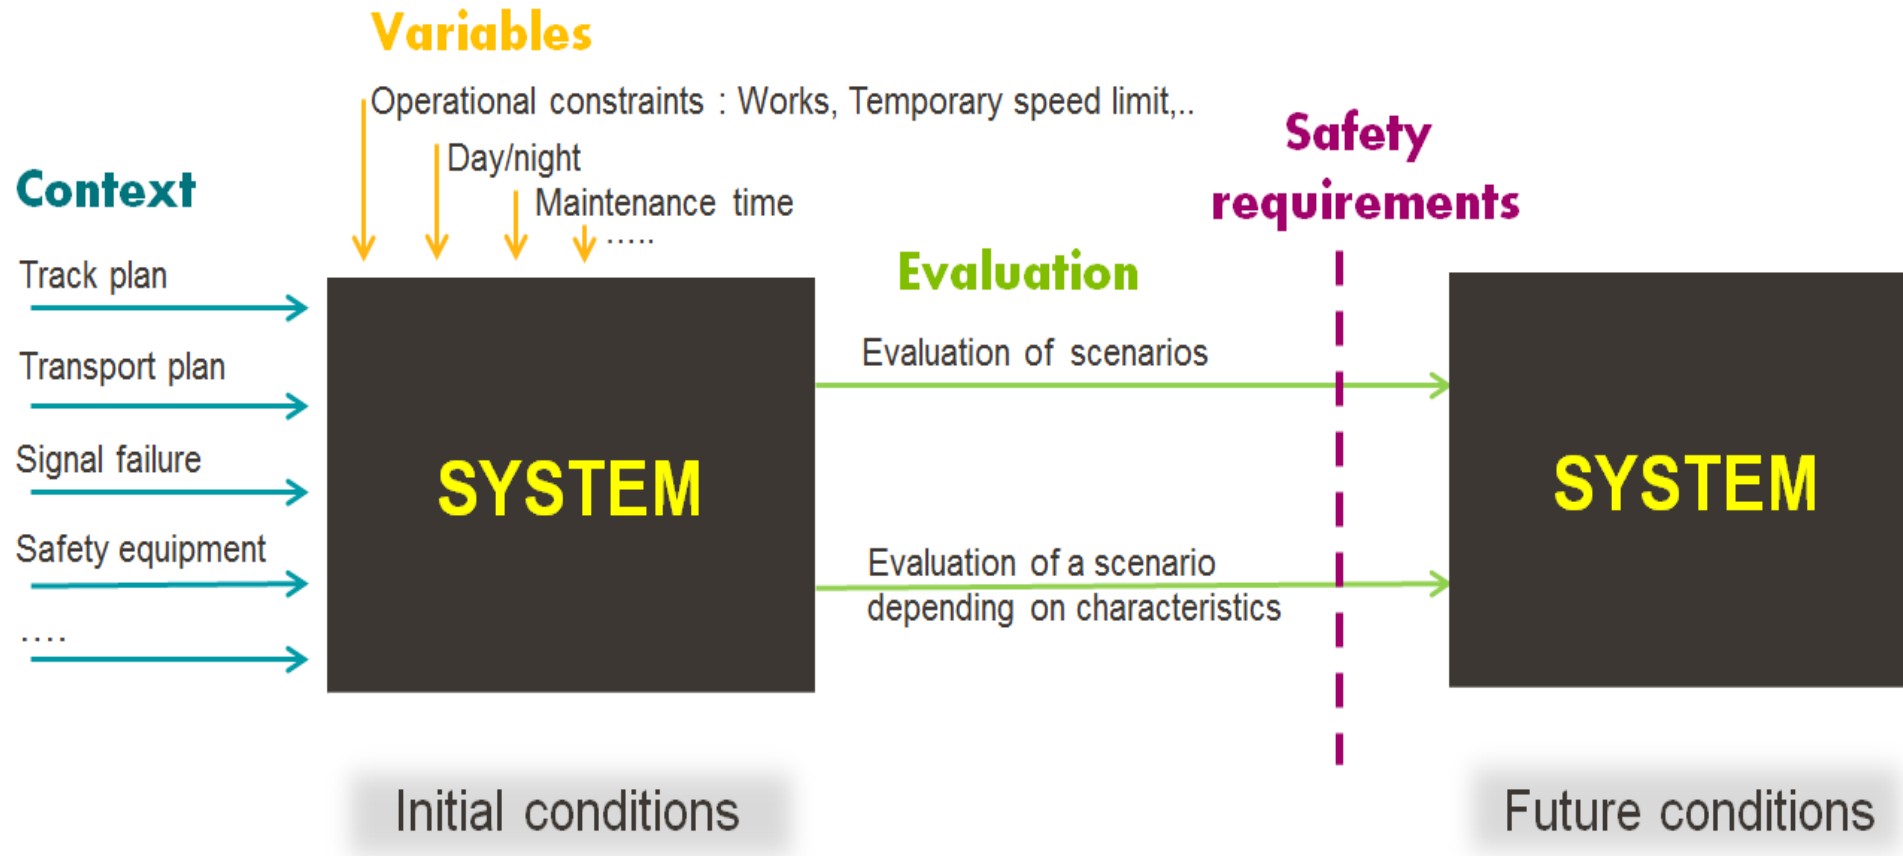 Variables
Operational constraints : Works, Temporary speed limit,..
Day/night
Maintenance time
.....
Context
Track plan
Transport plan
Signal failure
Safety equipment
....
SYSTEM
Initial conditions
Evaluation
Evaluation of scenarios
Evaluation of a scenario
depending on characteristics
Safety
requirements
SYSTEM
Future conditions